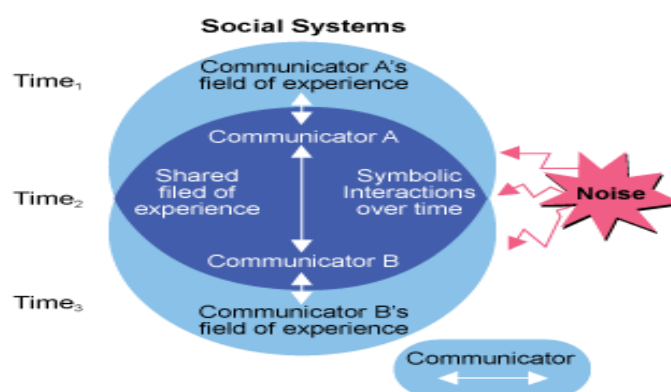 Social Systems
Time₁
Communicator A's
field of experience
Communicator A
Shared
filed of
experience
Symbolic
Interactions
over time
Time₂
Noise
Communicator B
Time₃
Communicator B's
field of experience
Communicator